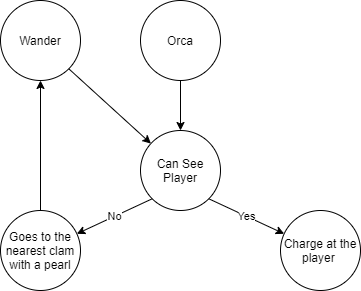 Wander
Orca
Can See
Player
No
Yes
Goes to the
nearest clam
with a pearl
Charge at the
player